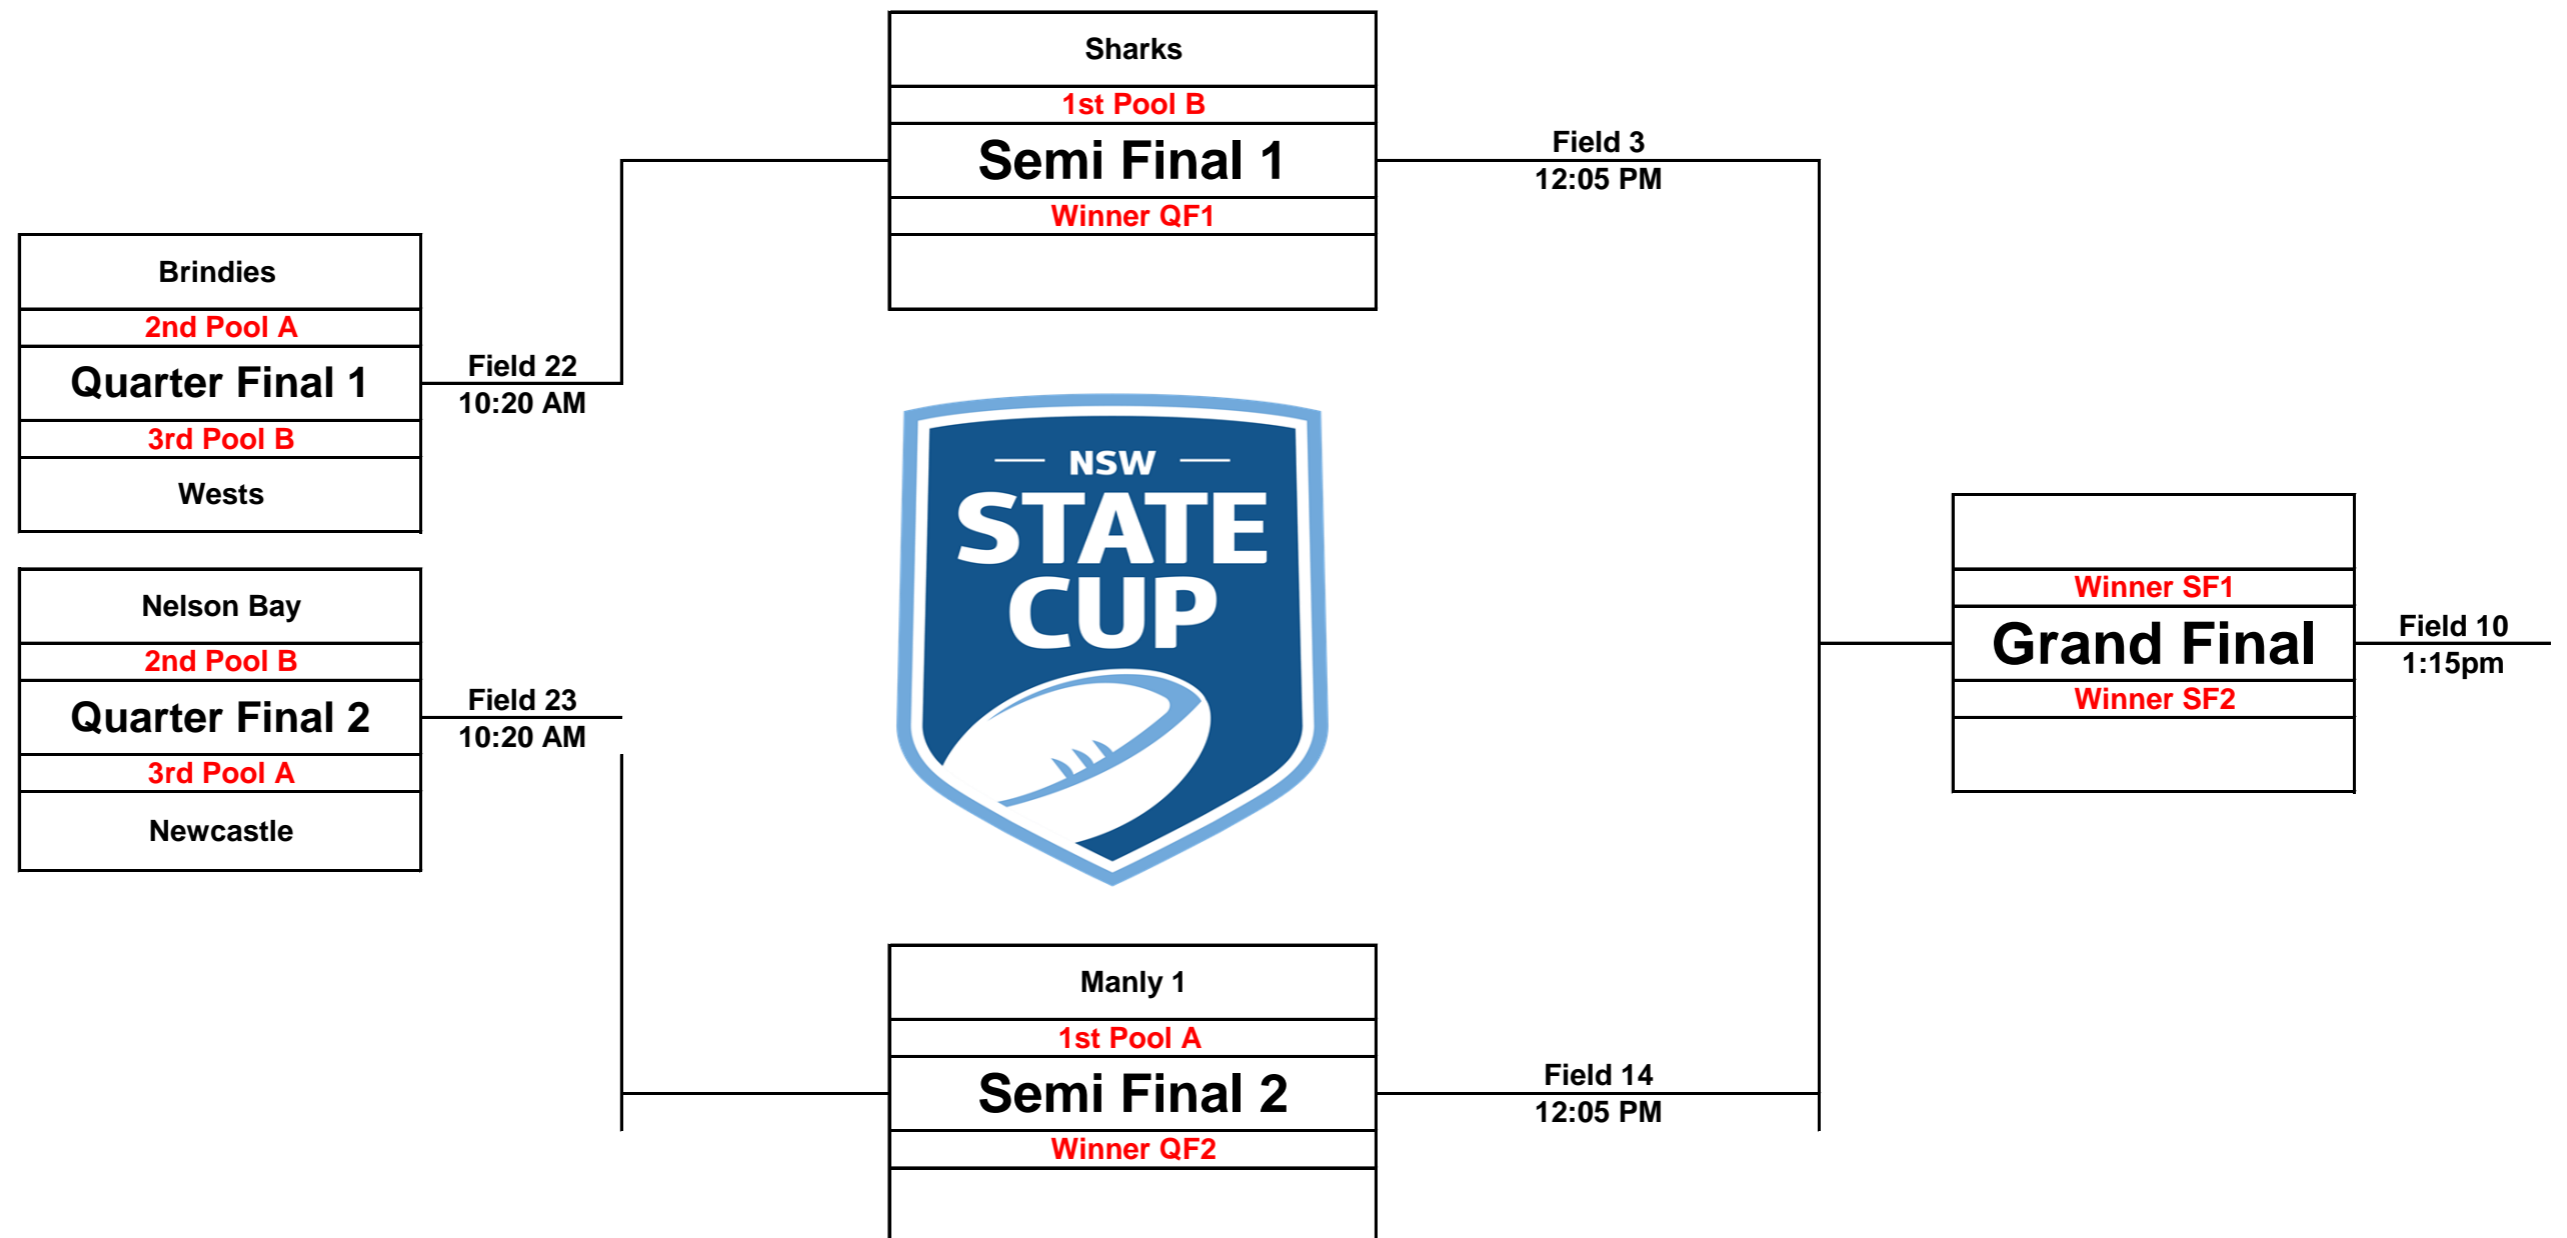 Sharks
1st Pool B
Semi Final 1
Winner QF1
Field 3
12:05 PM
Brindies
2nd Pool A
Quarter Final 1
3rd Pool B
Wests
Field 22
10:20 AM
Nelson Bay
2nd Pool B
Quarter Final 2
3rd Pool A
Newcastle
Field 23
10:20 AM
NSW
STATE
CUP
Winner SF1
Grand Final
Winner SF2
Field 10
1:15pm
Manly 1
1st Pool A
Semi Final 2
Winner QF2
Field 14
12:05 PM